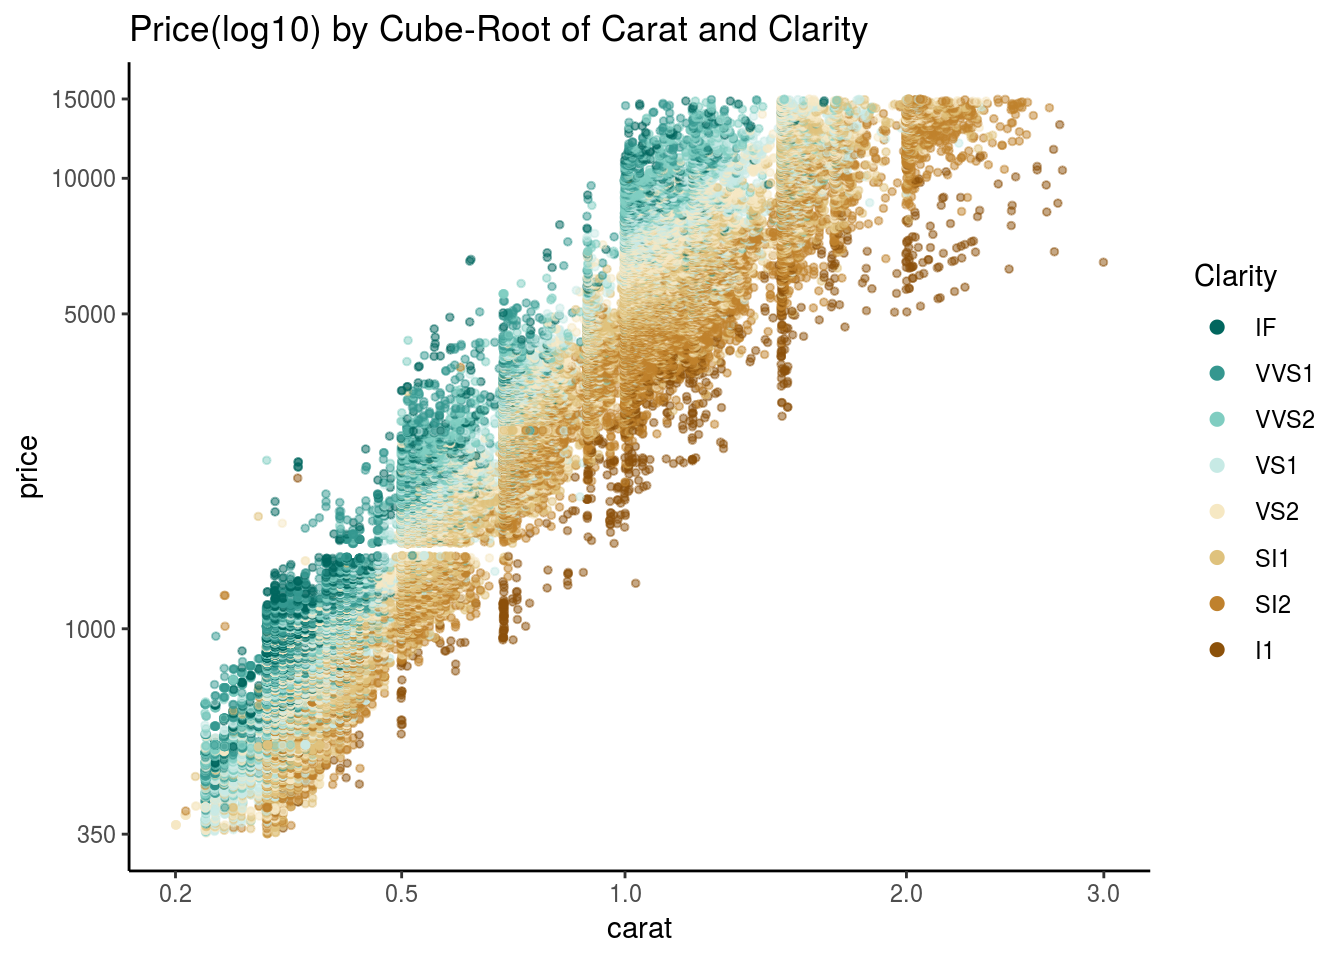 Price(log10) by Cube-Root of Carat and Clarity
price
15000
10000
5000
1000
350
0.2
0.5
1.0
2.0
3.0
carat
Clarity
IF
VVS1
VVS2
VS1
VS2
SI1
SI2
I1